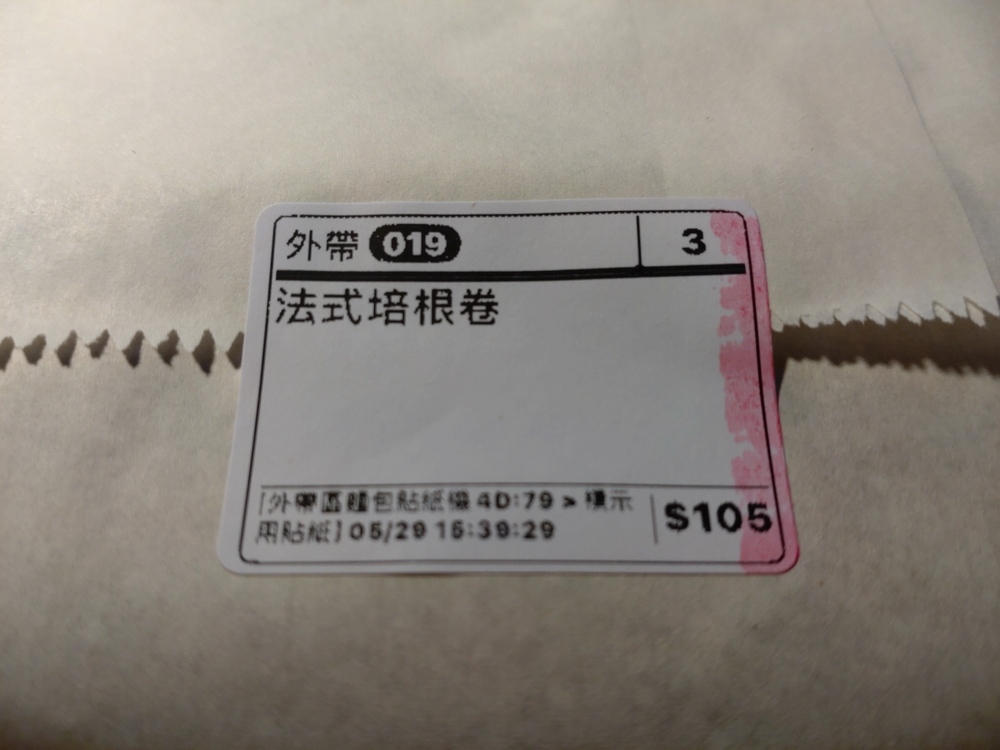 外帶 019 3
法式培根卷
[外帶區麵包貼紙機 4D:79 > 標示
用貼紙] 05/29 15:39:29
$105